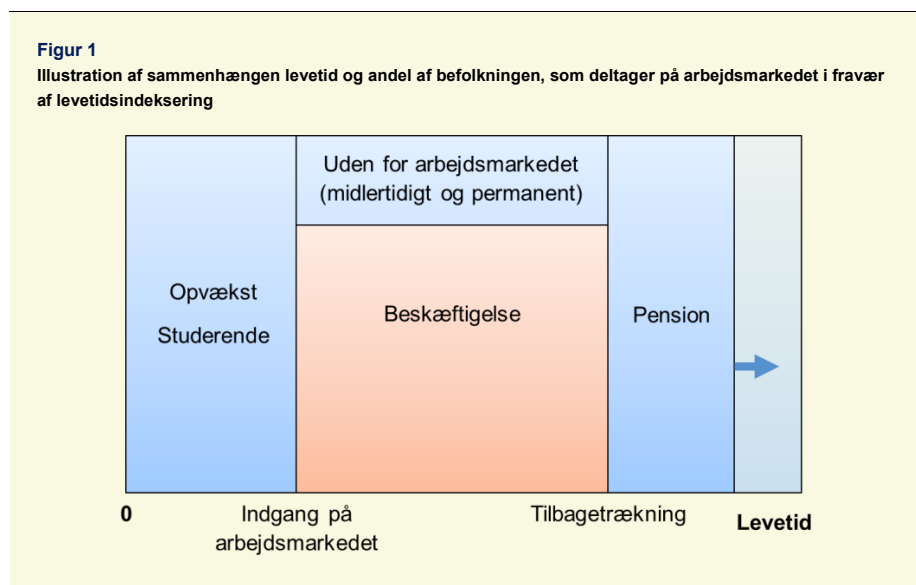 Figur 1
Illustration af sammenhængen levetid og andel af befolkningen, som deltager på arbejdsmarkedet i fravær
af levetidsindeksering
Uden for arbejdsmarkedet
(midlertidigt og permanent)
Opvækst
Studerende
Beskæftigelse
Pension
0
Indgang på
arbejdsmarkedet
Tilbagetrækning
Levetid